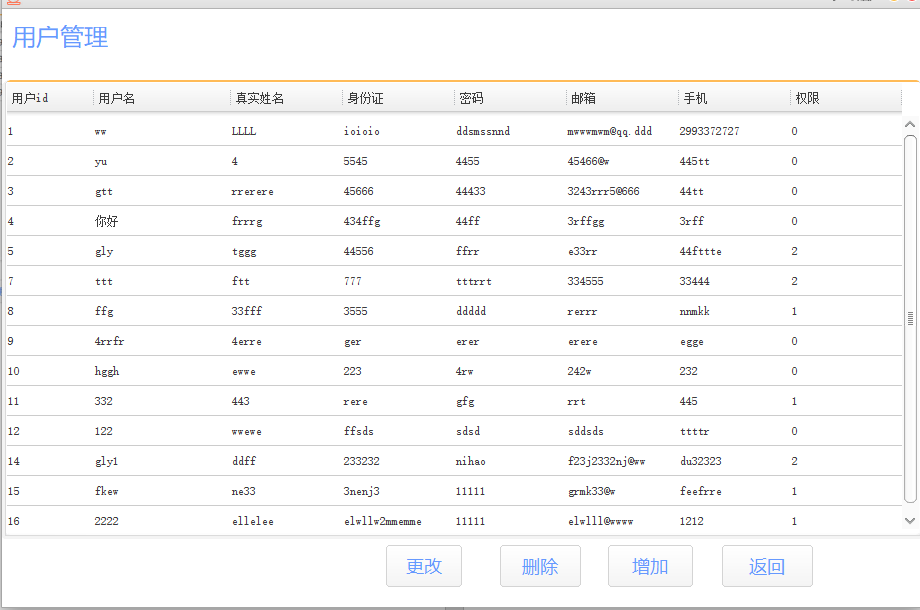 用户管理
用户id 用户名 真实姓名 身份证 密码 邮箱 手机 权限
1 ww LLLL ioioio ddsmssnnd mwwwmwm@qq.ddd 2993372727 0
2 yu 4 5545 4455 45466@w 445tt 0
3 gtt rrerere 45666 44433 3243rrr5@666 44tt 0
4 你好 frrrg 434ffg 44ff 3rffgg 3rff 0
5 gly tggg 44556 ffrr e33rr 44fttte 2
7 ttt ftt 777 tttrrt 334555 33444 2
8 ffg 33fff 3555 ddddd rerrr nnmkk 1
9 4rrfr 4erre ger erer erere egge 0
10 hggh ewwe 223 4rw 242w 232 0
11 332 443 rere gfg rrt 445 1
12 122 wwewe ffsds sdsd sddsds ttttr 0
14 gly1 ddff 233232 nihao f23j2332nj@ww du32323 2
15 fkew ne33 3nenj3 11111 grmk33@w feefrre 1
16 2222 ellelee elwllw2mmemme 11111 elwlll@wwww 1212 1
更改 删除 增加 返回